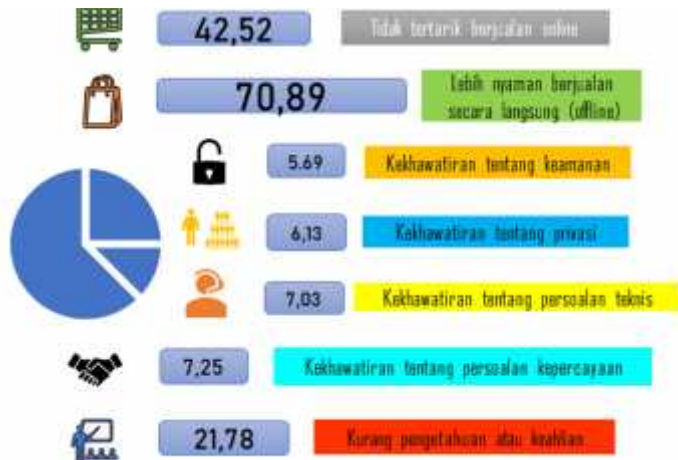 42,52
Tidak tertarik berjualan online
70,89
Lebih nyaman berjualan
secara langsung (offline)
5.69
Kekhawatiran tentang keamanan
6,13
Kekhawatiran tentang privasi
7,03
Kekhawatiran tentang persoalan teknis
7,25
Kekhawatiran tentang persoalan kepercayaan
21,78
Kurang pengetahuan atau keahlian